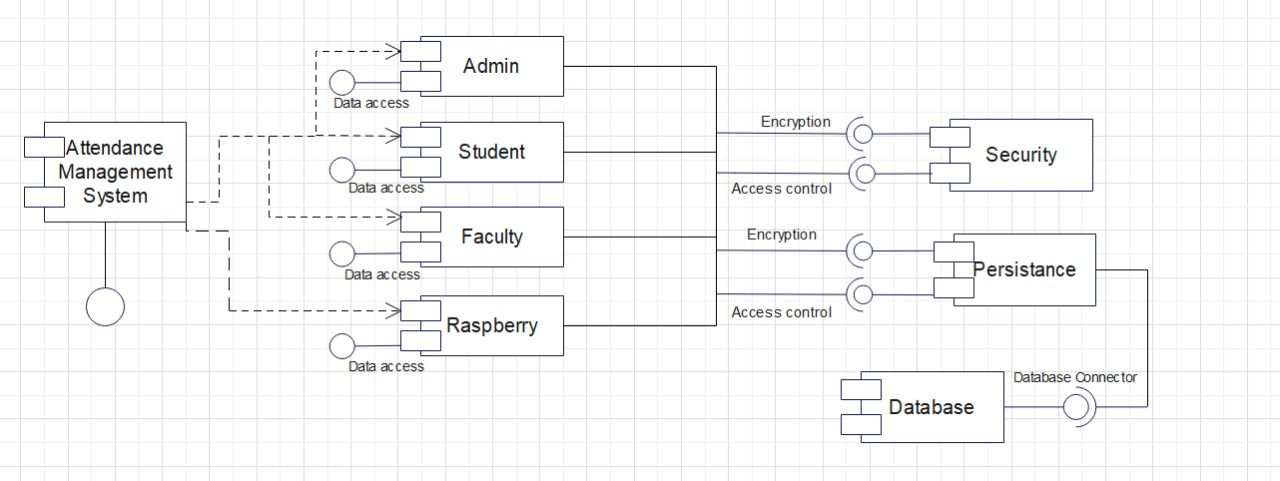 Admin
Data access
Encryption
Attendance
Management
System
Student
Data access
Security
Access control
Faculty
Data access
Encryption
Persistance
Raspberry
Data access
Access control
Database Connector
Database